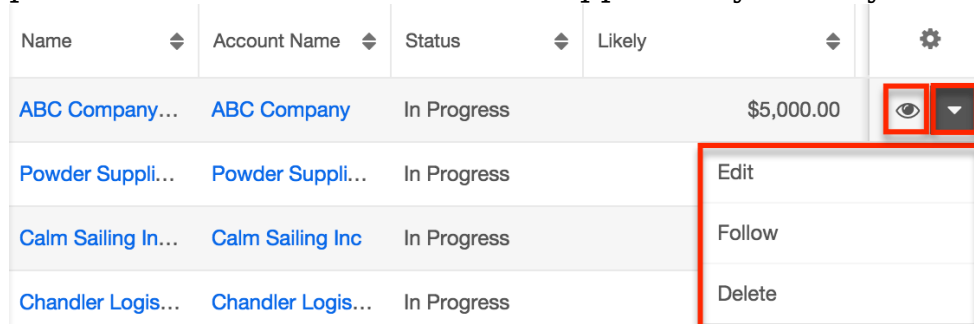 Name Account Name Status Likely
ABC Company... ABC Company In Progress $5,000.00
Powder Suppli... Powder Suppli... In Progress Edit
Calm Sailing In... Calm Sailing Inc In Progress Follow
Chandler Logis... Chandler Logis... In Progress Delete